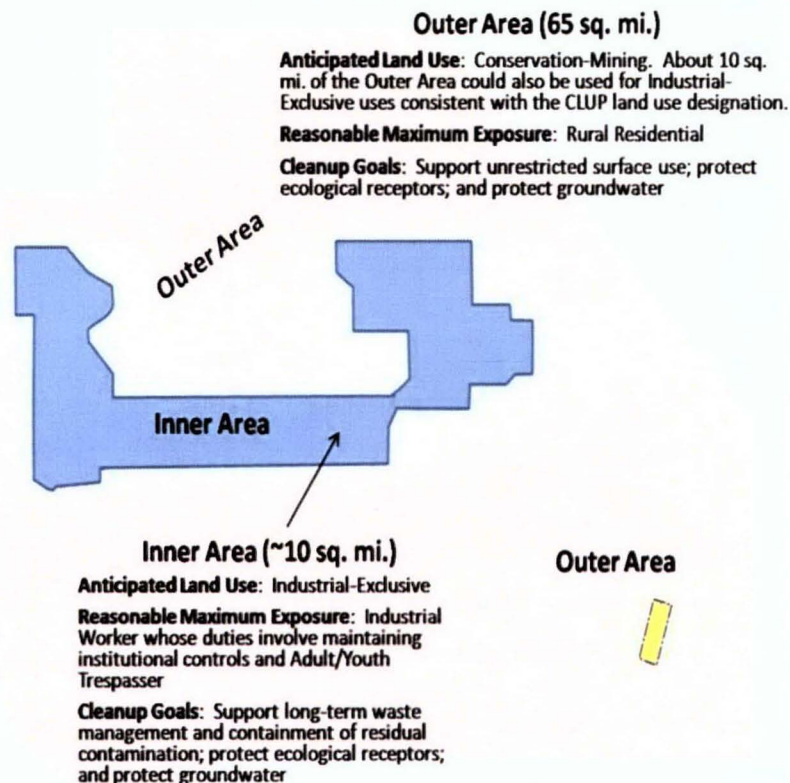 Outer Area (65 sq. mi.)
Anticipated Land Use: Conservation-Mining. About 10 sq.
mi. of the Outer Area could also be used for Industrial-
Exclusive uses consistent with the CLUP land use designation.
Reasonable Maximum Exposure: Rural Residential
Cleanup Goals: Support unrestricted surface use; protect
ecological receptors; and protect groundwater
Outer Area
Inner Area
Inner Area (~10 sq. mi.)
Anticipated Land Use: Industrial-Exclusive
Reasonable Maximum Exposure: Industrial
Worker whose duties involve maintaining
institutional controls and Adult/Youth
Trespasser
Cleanup Goals: Support long-term waste
management and containment of residual
contamination; protect ecological receptors;
and protect groundwater
Outer Area